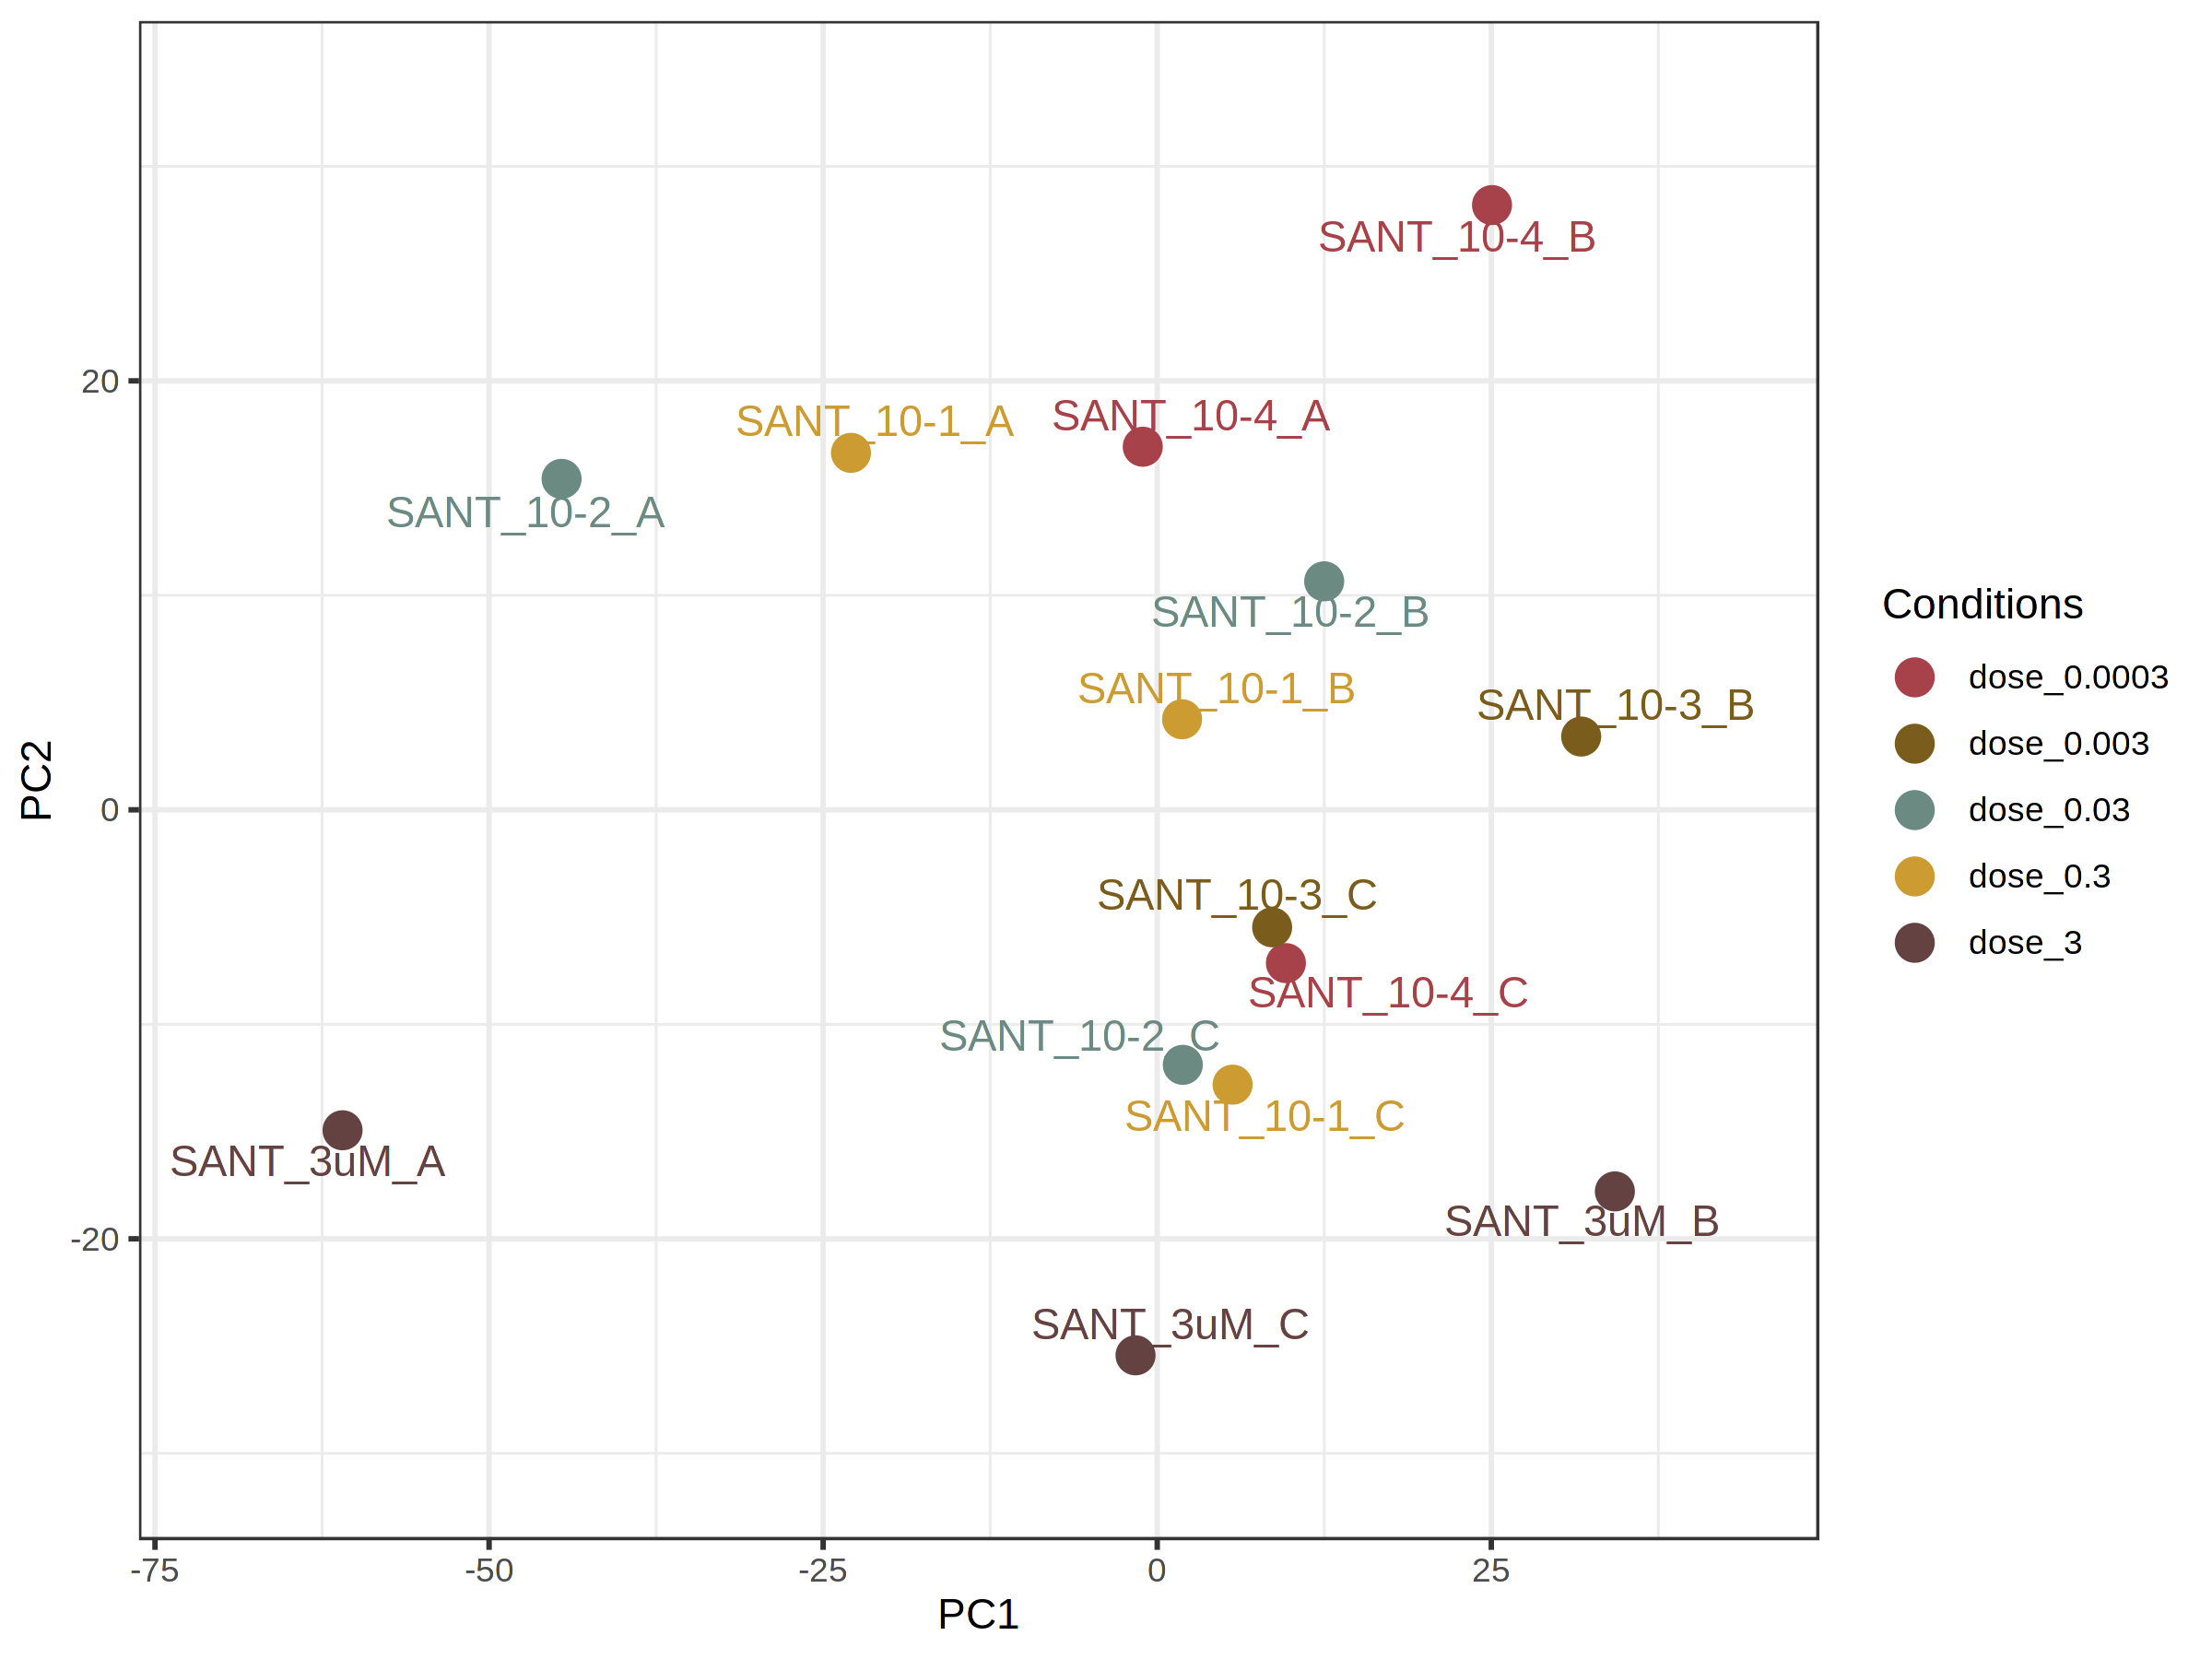 SANT_10-4_B
20
SANT_10-1_A
SANT_10-4_A
SANT_10-2_A
SANT_10-2_B
SANT_10-1_B
SANT_10-3_B
PC2
0
SANT_10-3_C
SANT_10-4_C
SANT_10-2_C
SANT_10-1_C
SANT_3uM_A
SANT_3uM_B
-20
SANT_3uM_C
-75
-50
-25
0
25
PC1
Conditions
dose_0.0003
dose_0.003
dose_0.03
dose_0.3
dose_3